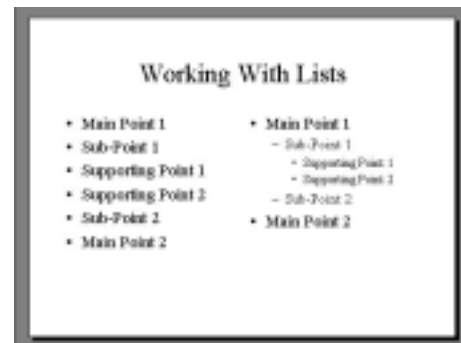 Working With Lists
• Main Point 1
• Sub-Point 1
• Supporting Point 1
• Supporting Point 2
• Sub-Point 2
• Main Point 2
• Main Point 1
– Sub-Point 1
• Supporting Point 1
• Supporting Point 2
– Sub-Point 2
• Main Point 2